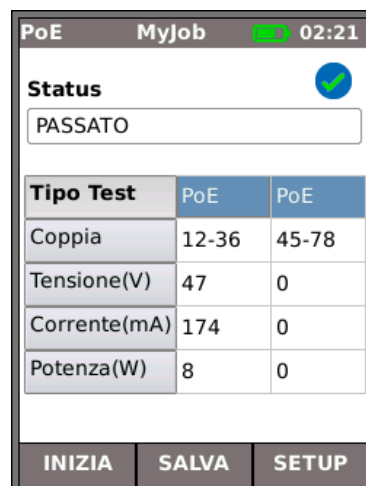 PoE MyJob 02:21
Status
PASSATO
Tipo Test PoE PoE
Coppia 12-36 45-78
Tensione(V) 47 0
Corrente(mA) 174 0
Potenza(W) 8 0
INIZIA SALVA SETUP